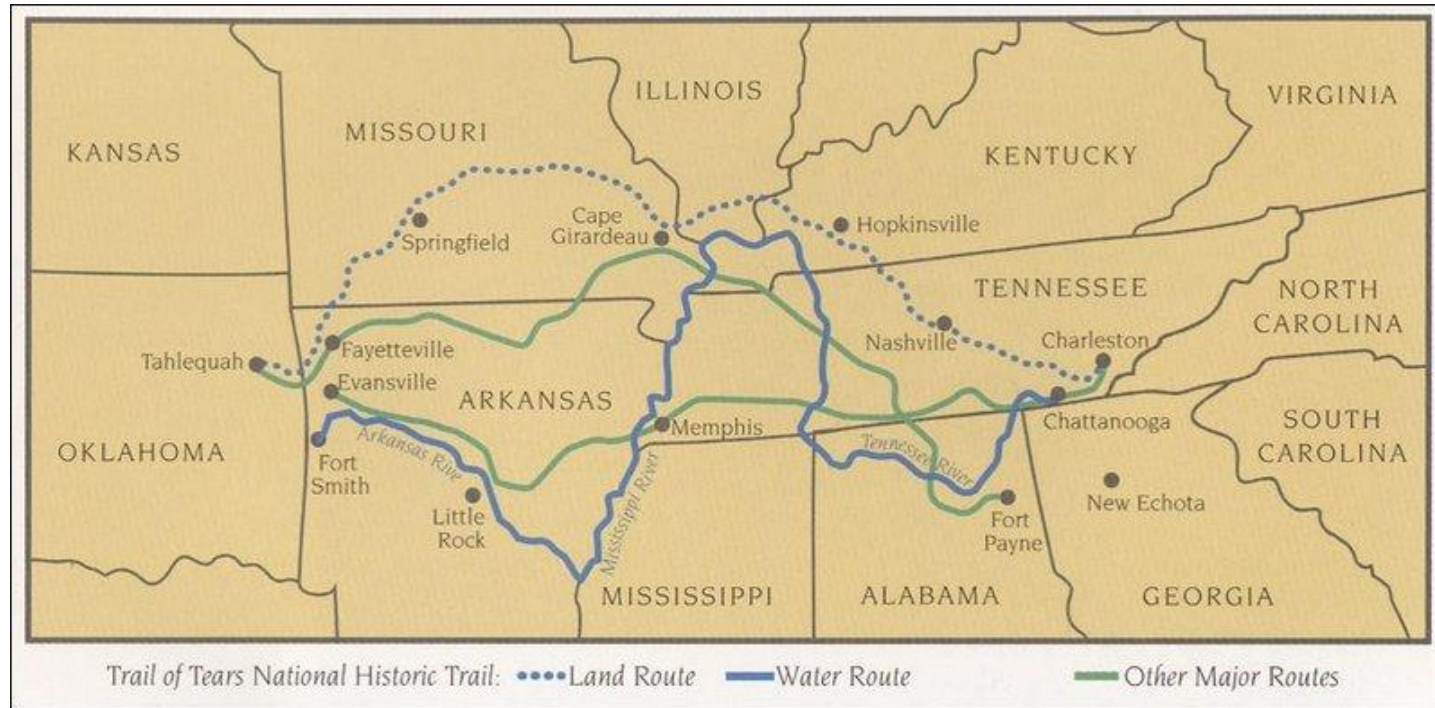 ILLINOIS
VIRGINIA
MISSOURI
KANSAS
KENTUCKY
Cape
Girardeau
Hopkinsville
Springfield
TENNESSEE
NORTH
CAROLINA
Nashville
Charleston
Tahlequah
Fayetteville
Evansville
ARKANSAS
Memphis
Chattanooga
SOUTH
CAROLINA
OKLAHOMA
Arkansas Rive
Tennessee River
Fort
Smith
Little
Rock
Mississippi River
New Echota
Fort
Payne
MISSISSIPPI
ALABAMA
GEORGIA
Trail of Tears National Historic Trail: Land Route Water Route Other Major Routes